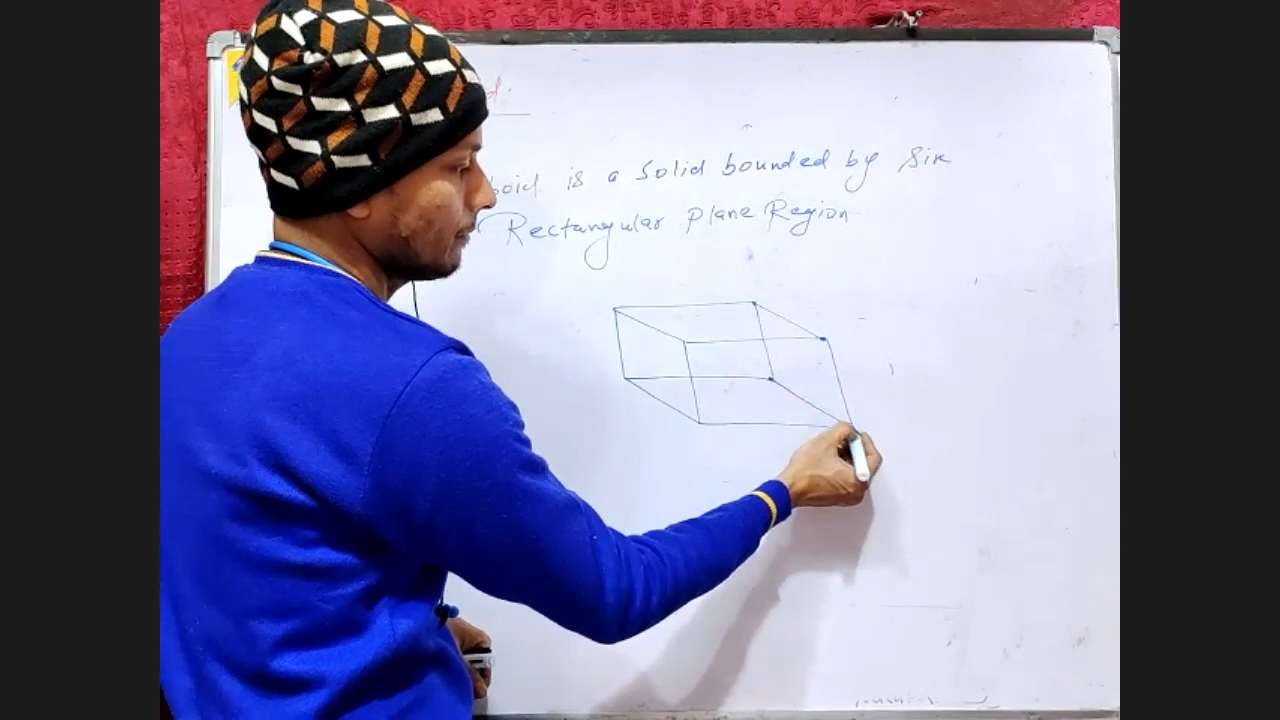 d.
boid is a Solid bounded by Six
Rectangular plane Region